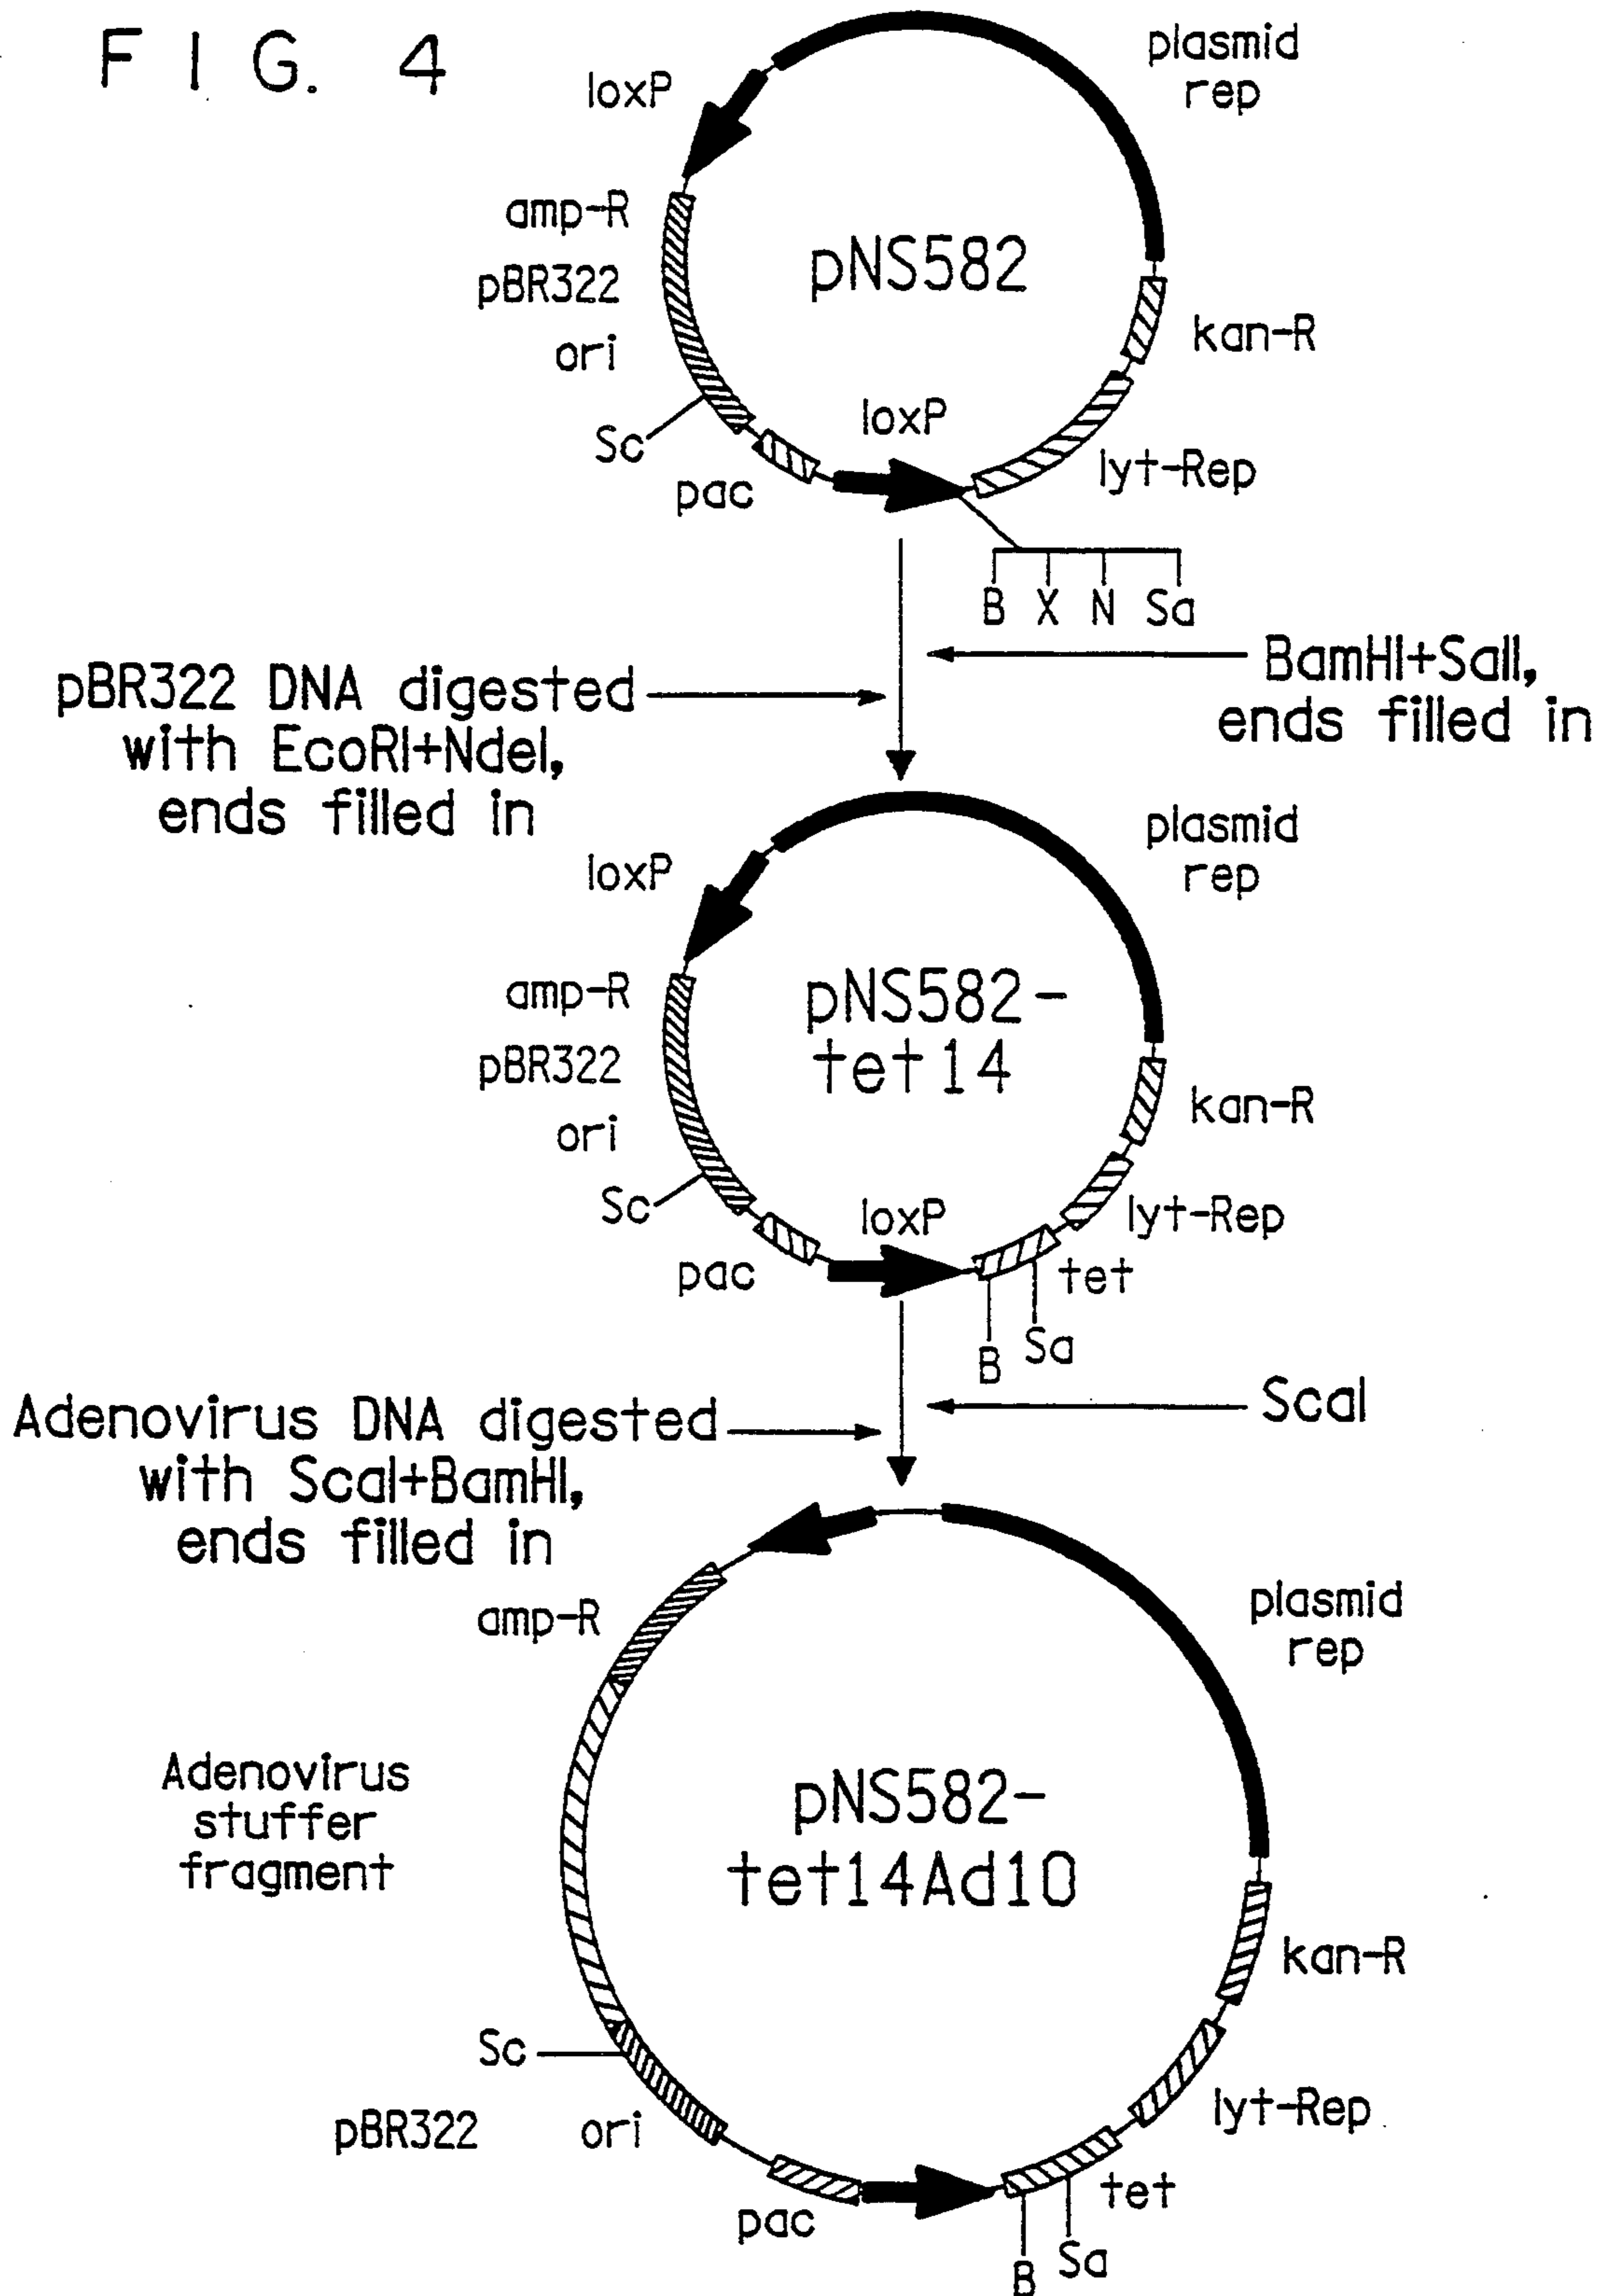 FIG. 4
plasmid
rep
loxP
amp-R
pBR322
ori
pNS582
kan-R
Sc
loxP
pac
lyt-Rep
B X N Sa
pBR322 DNA digested
with EcoRI+NdeI,
ends filled in
BamHI+SalI,
ends filled in
plasmid
rep
loxP
amp-R
pBR322
ori
pNS582-
tet14
kan-R
Sc
loxP
pac
lyt-Rep
tet
B
Sa
Adenovirus DNA digested
with ScaI+BamHI,
ends filled in
ScaI
amp-R
plasmid
rep
Adenovirus
stuffer
fragment
pNS582-
tet14Ad10
kan-R
Sc
pBR322
ori
lyt-Rep
pac
tet
B
Sa